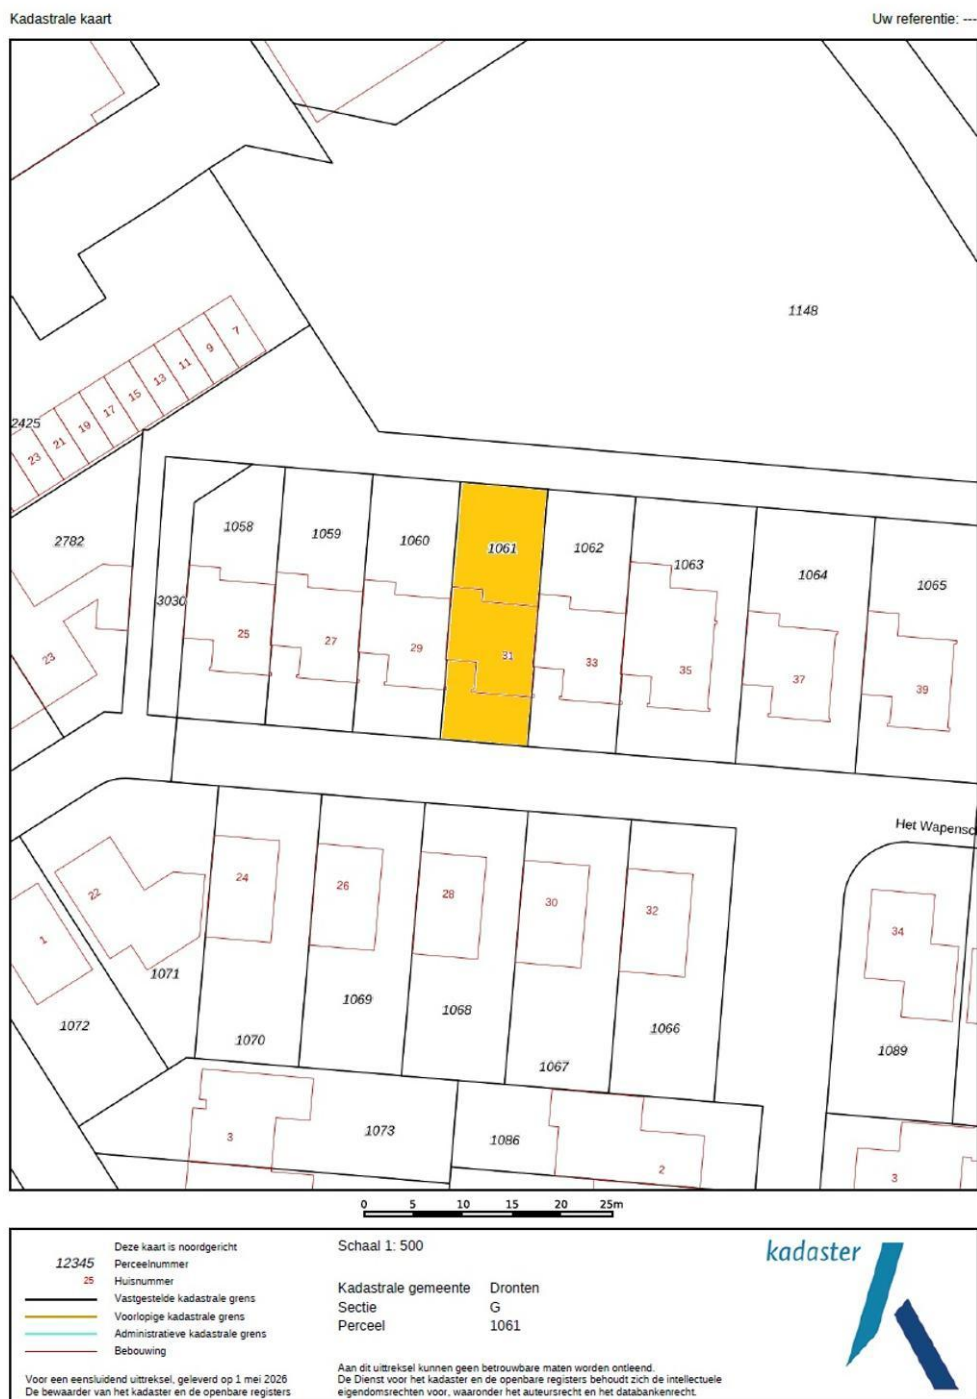 Kadastrale kaart
Uw referentie: ---
1148
7
9
11
13
15
17
19
21
23
2425
2782
3030
1058
1059
1060
1061
1062
1063
1064
1065
23
25
27
29
31
33
35
37
39
Het Wapensc
22
24
26
28
30
32
34
1
1071
1072
1070
1069
1068
1067
1066
1089
3
1073
1086
2
3
0 5 10 15 20 25m
Deze kaart is noordgericht
12345 Perceelnummer
25 Huisnummer
Vastgestelde kadastrale grens
Voorlopige kadastrale grens
Administratieve kadastrale grens
Bebouwing
Voor een eensluidend uittreksel, geleverd op 1 mei 2026
De bewaarder van het kadaster en de openbare registers
Schaal 1: 500
Kadastrale gemeente Dronten
Sectie G
Perceel 1061
Aan dit uittreksel kunnen geen betrouwbare maten worden ontleend.
De Dienst voor het kadaster en de openbare registers behoudt zich de intellectuele
eigendomsrechten voor, waaronder het auteursrecht en het databankenrecht.
kadaster